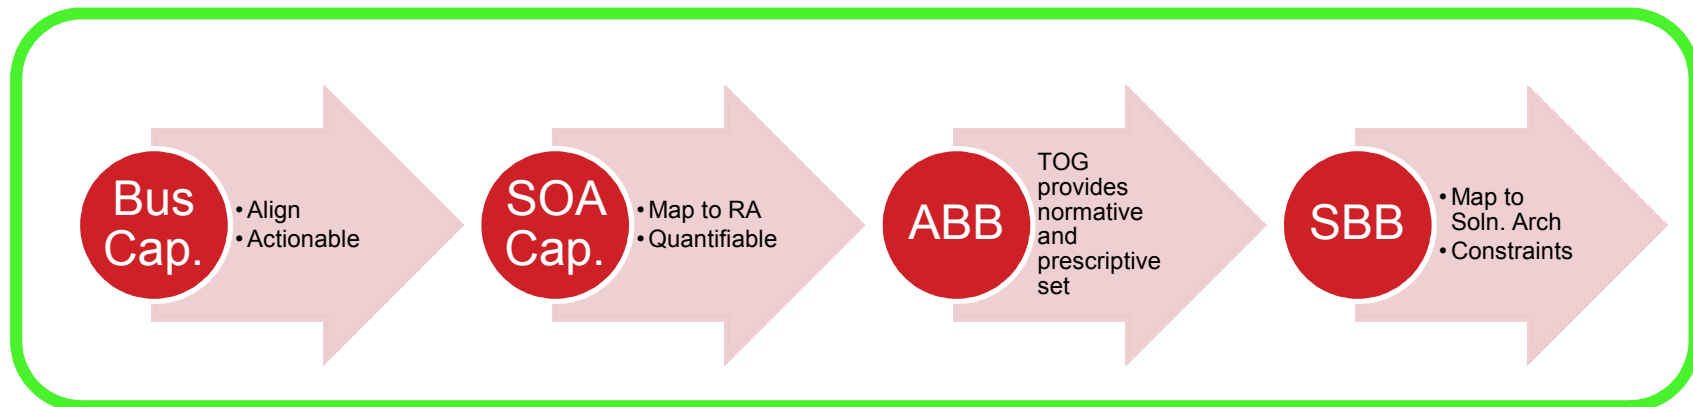 Bus
Cap.
• Align
• Actionable
SOA
Cap.
• Map to RA
• Quantifiable
ABB
TOG
provides
normative
and
prescriptive
set
SBB
• Map to
Soln. Arch
• Constraints